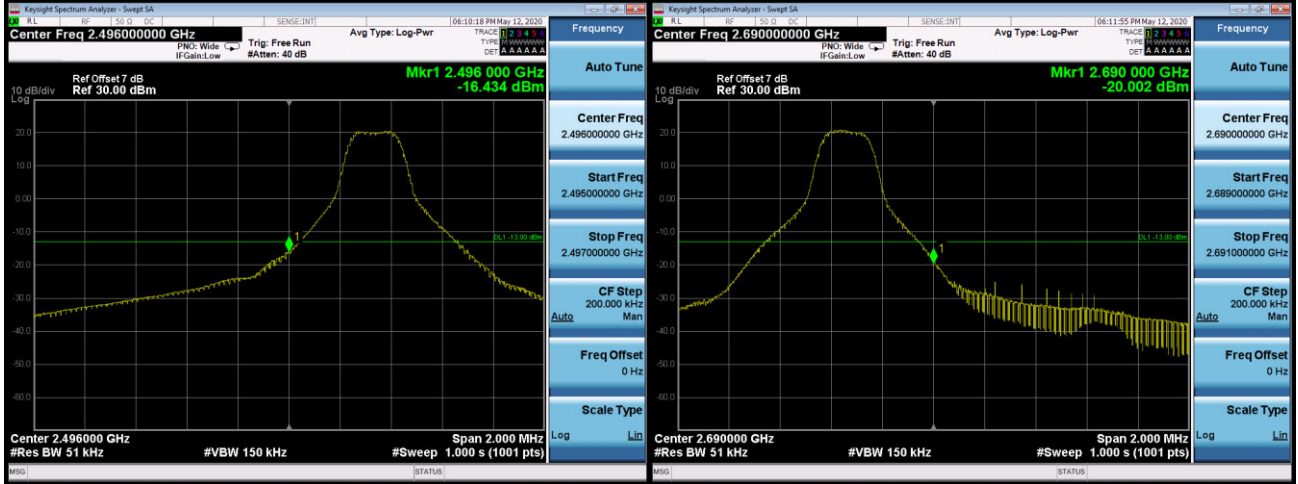 Keysight Spectrum Analyzer - Swept SA
RL RF 50 Ω DC SENSE:INT 06:10:18 PM May 12, 2020
Center Freq 2.496000000 GHz
PNO: Wide
IFGain:Low
Trig: Free Run
#Atten: 40 dB
Avg Type: Log-Pwr
TRACE 1 2 3 4 5 6
TYPE M
DET A A A A A A
Ref Offset 7 dB
Ref 30.00 dBm
10 dB/div
Log
Mkr1 2.496 000 GHz
-16.434 dBm
20.0
10.0
0.00
-10.0
-20.0
-30.0
-40.0
-50.0
-60.0
1
DL1 -13.00 dBm
Center 2.496000 GHz
Span 2.000 MHz
#Res BW 51 kHz
#VBW 150 kHz
#Sweep 1.000 s (1001 pts)
MSG
STATUS
Frequency
Auto Tune
Center Freq
2.496000000 GHz
Start Freq
2.495000000 GHz
Stop Freq
2.497000000 GHz
CF Step
200.000 kHz
Auto Man
Freq Offset
0 Hz
Scale Type
Log Lin
Keysight Spectrum Analyzer - Swept SA
RL RF 50 Ω DC SENSE:INT 06:11:55 PM May 12, 2020
Center Freq 2.690000000 GHz
PNO: Wide
IFGain:Low
Trig: Free Run
#Atten: 40 dB
Avg Type: Log-Pwr
TRACE 1 2 3 4 5 6
TYPE M
DET A A A A A A
Ref Offset 7 dB
Ref 30.00 dBm
10 dB/div
Log
Mkr1 2.690 000 GHz
-20.002 dBm
20.0
10.0
0.00
-10.0
-20.0
-30.0
-40.0
-50.0
-60.0
1
DL1 -13.00 dBm
Center 2.690000 GHz
Span 2.000 MHz
#Res BW 51 kHz
#VBW 150 kHz
#Sweep 1.000 s (1001 pts)
MSG
STATUS
Frequency
Auto Tune
Center Freq
2.690000000 GHz
Start Freq
2.689000000 GHz
Stop Freq
2.691000000 GHz
CF Step
200.000 kHz
Auto Man
Freq Offset
0 Hz
Scale Type
Log Lin